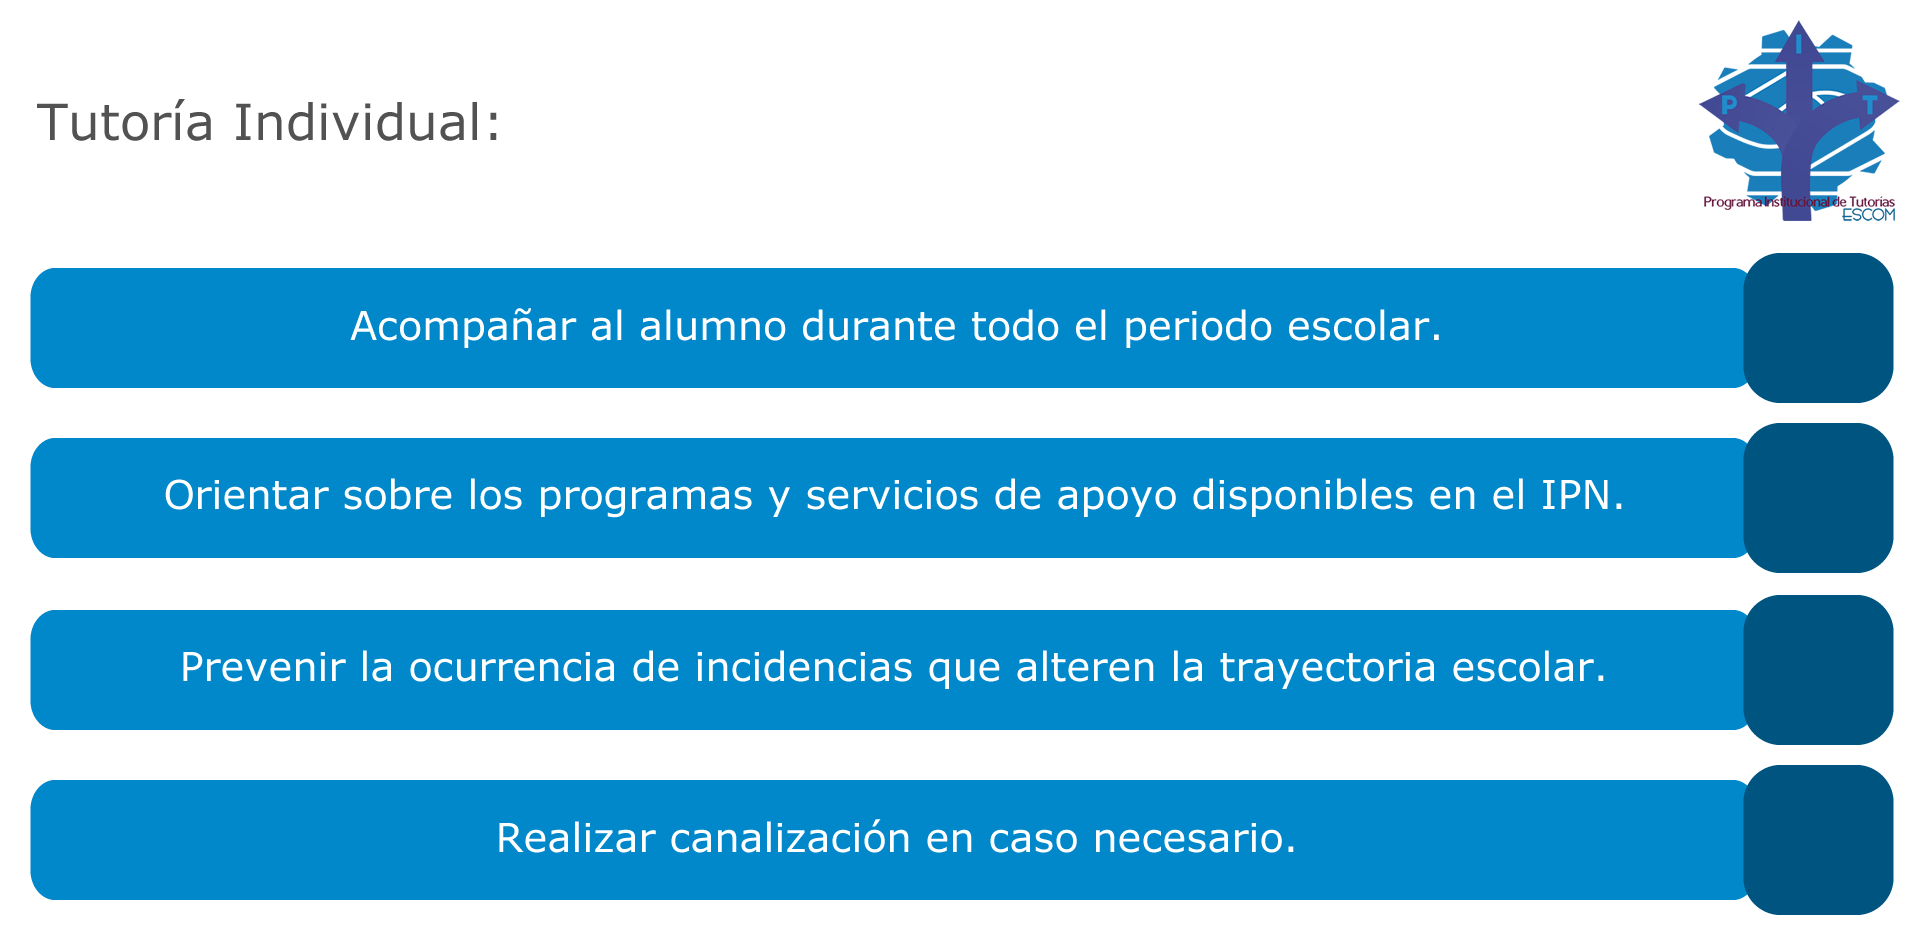 I
P T
Programa Institucional de Tutorias
ESCOM
Tutoría Individual:
Acompañar al alumno durante todo el periodo escolar.
Orientar sobre los programas y servicios de apoyo disponibles en el IPN.
Prevenir la ocurrencia de incidencias que alteren la trayectoria escolar.
Realizar canalización en caso necesario.